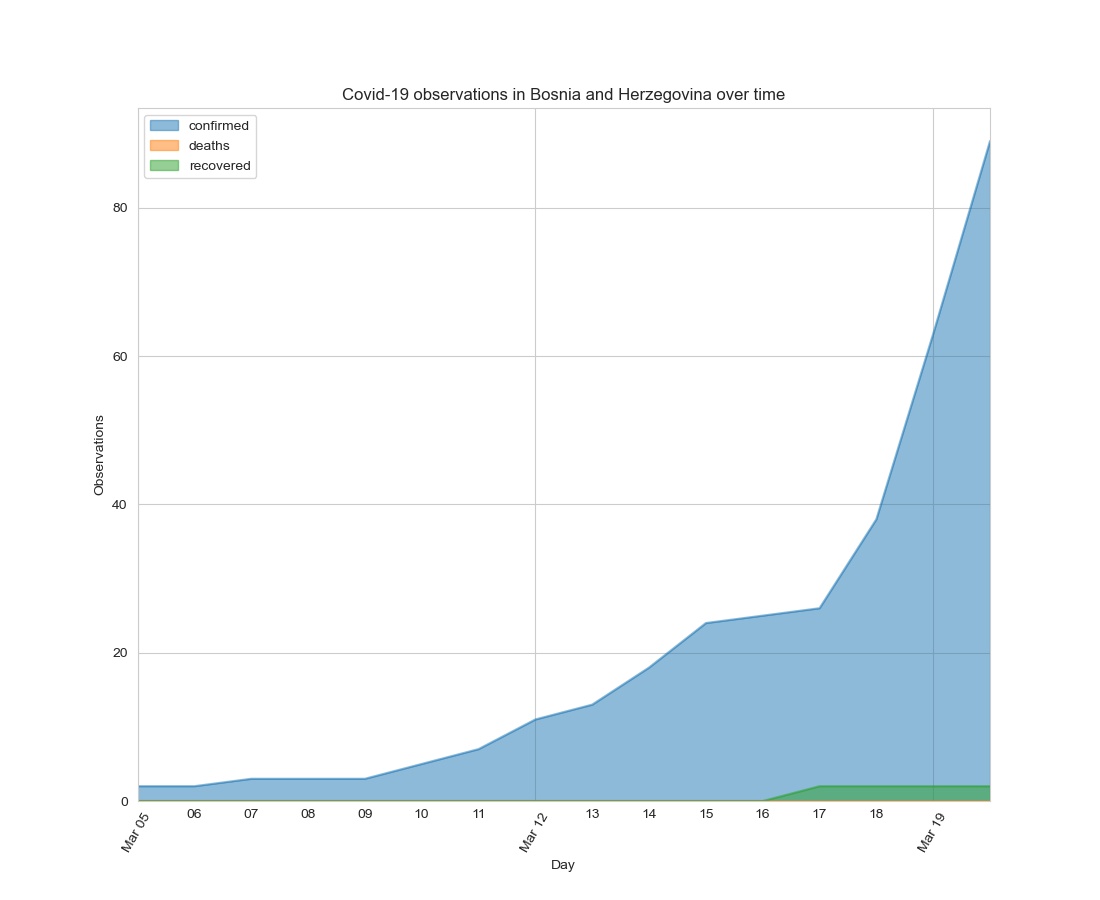 Covid-19 observations in Bosnia and Herzegovina over time
confirmed
deaths
recovered
80
60
40
20
0
Observations
Mar 05
06
07
08
09
10
11
Mar 12
13
14
15
16
17
18
Mar 19
Day